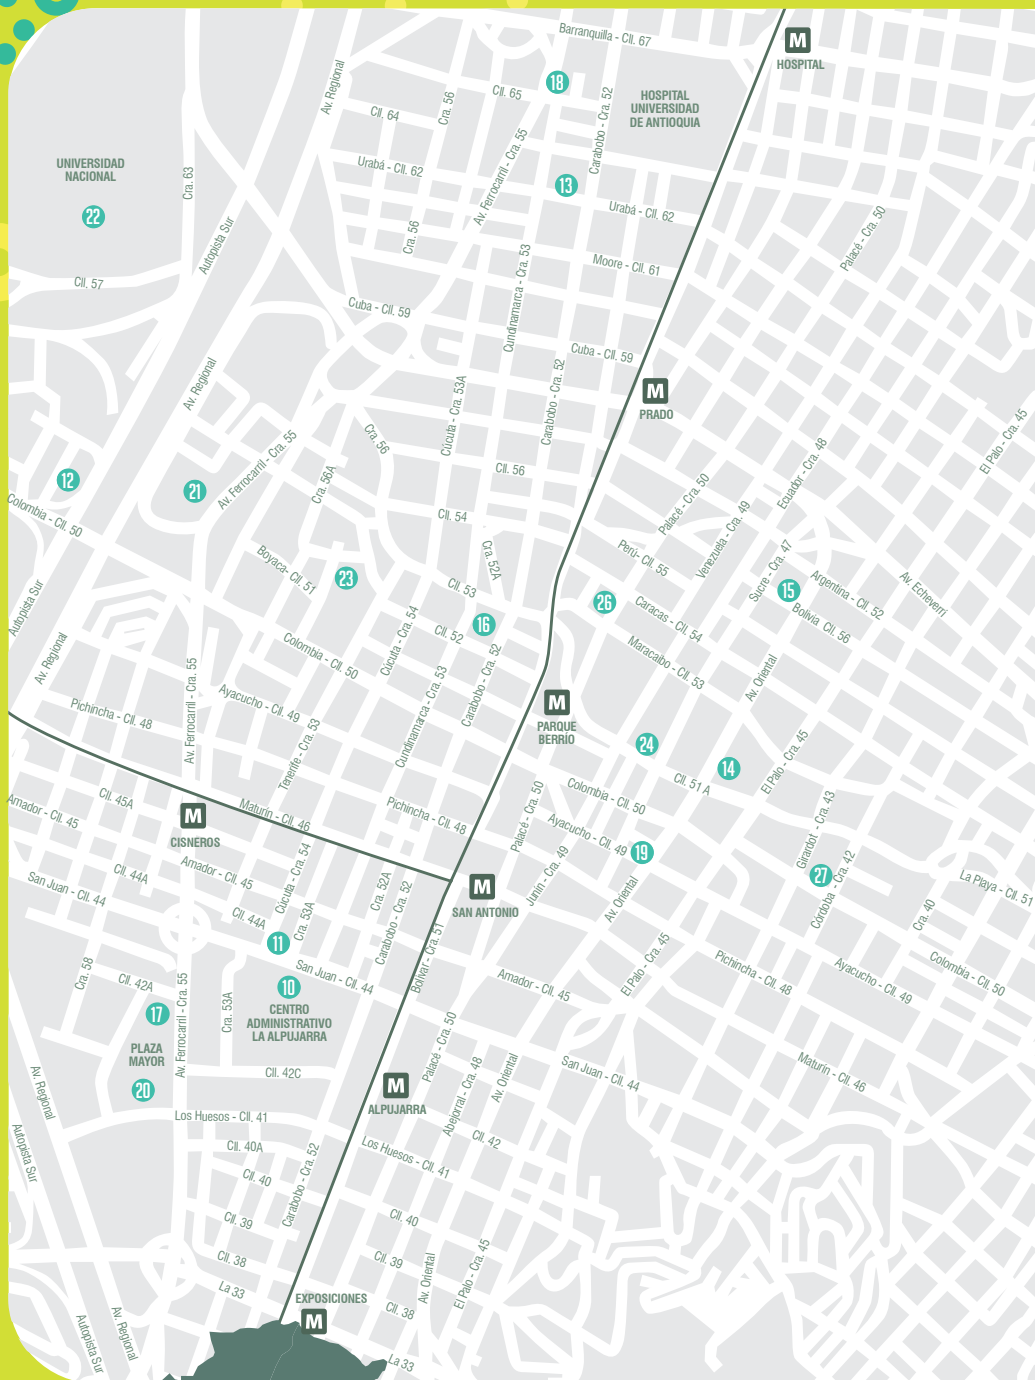 Barranquilla - Cll. 67
M
HOSPITAL
Av. Regional
Cll. 65
18
Cra. 56
Cll. 64
Carabobo - Cra. 52
HOSPITAL
UNIVERSIDAD
DE ANTIOQUIA
UNIVERSIDAD
NACIONAL
22
Cra. 63
Urabá - Cll. 62
Av. Ferrocarril - Cra. 55
13
Urabá - Cll. 62
Autopista Sur
Cra. 56
Palacé - Cra. 50
Moore - Cll. 61
Cll. 57
Cundinamarca - Cra. 53
Cuba - Cll. 59
Cuba - Cll. 59
Av. Regional
M
PRADO
Cúcuta - Cra. 53A
Carabobo - Cra. 52
El Palo - Cra. 45
Cra. 56
Av. Ferrocarril - Cra. 55
Cra. 56A
Cll. 56
Ecuador - Cra. 48
12
21
Colombia - Cll. 50
Palacé - Cra. 50
Venezuela - Cra. 49
Cll. 54
Cra. 52A
Perú- Cll. 55
Sucre - Cra. 47
Boyaca- Cll. 51
23
Cll. 53
26
15
Argentina - Cll. 52
Av. Echeverri
Bolivia Cll. 56
Autopista Sur
Caracas - Cll. 54
16
Cll. 52
Cúcuta - Cra. 54
Colombia - Cll. 50
Maracaibo - Cll. 53
Av. Regional
Carabobo - Cra. 52
Av. Oriental
Av. Ferrocarril - Cra. 55
Ayacucho - Cll. 49
Cundinamarca - Cra. 53
Pichincha - Cll. 48
M
PARQUE
BERRÍO
24
14
Tenerife - Cra. 53
El Palo - Cra. 45
Cll. 51 A
Colombia - Cll. 50
Cll. 45A
Amador - Cll. 45
M
CISNEROS
Maturín - Cll. 46
Pichincha - Cll. 48
Palacé - Cra. 50
Ayacucho - Cll. 49
19
Girardot - Cra. 43
27
Cll. 44A
Amador - Cll. 45
San Juan - Cll. 44
Cúcuta - Cra. 54
Cra. 52A
M
SAN ANTONIO
Junín - Cra. 49
Av. Oriental
Córdoba - Cra. 42
La Playa - Cll. 51
Cra. 40
Cll. 44A
Cra. 53A
Carabobo - Cra. 52
11
Bolívar - Cra. 51
El Palo - Cra. 45
Cra. 58
Cll. 42A
San Juan - Cll. 44
Amador - Cll. 45
Pichincha - Cll. 48
Ayacucho - Cll. 49
Colombia - Cll. 50
10
CENTRO
ADMINISTRATIVO
LA ALPUJARRA
17
Av. Ferrocarril - Cra. 55
Cra. 53A
PLAZA
MAYOR
20
Palacé - Cra. 50
Abejorral - Cra. 48
Av. Oriental
San Juan - Cll. 44
Maturín - Cll. 46
Cll. 42C
M
ALPUJARRA
Av. Regional
Los Huesos - Cll. 41
Autopista Sur
Cll. 40A
Cll. 42
Los Huesos - Cll. 41
Cll. 40
Carabobo - Cra. 52
Cll. 39
Cll. 40
Cll. 38
Cll. 39
La 33
Av. Oriental
El Palo - Cra. 45
EXPOSICIONES
M
Cll. 38
Av. Regional
Autopista Sur
La 33